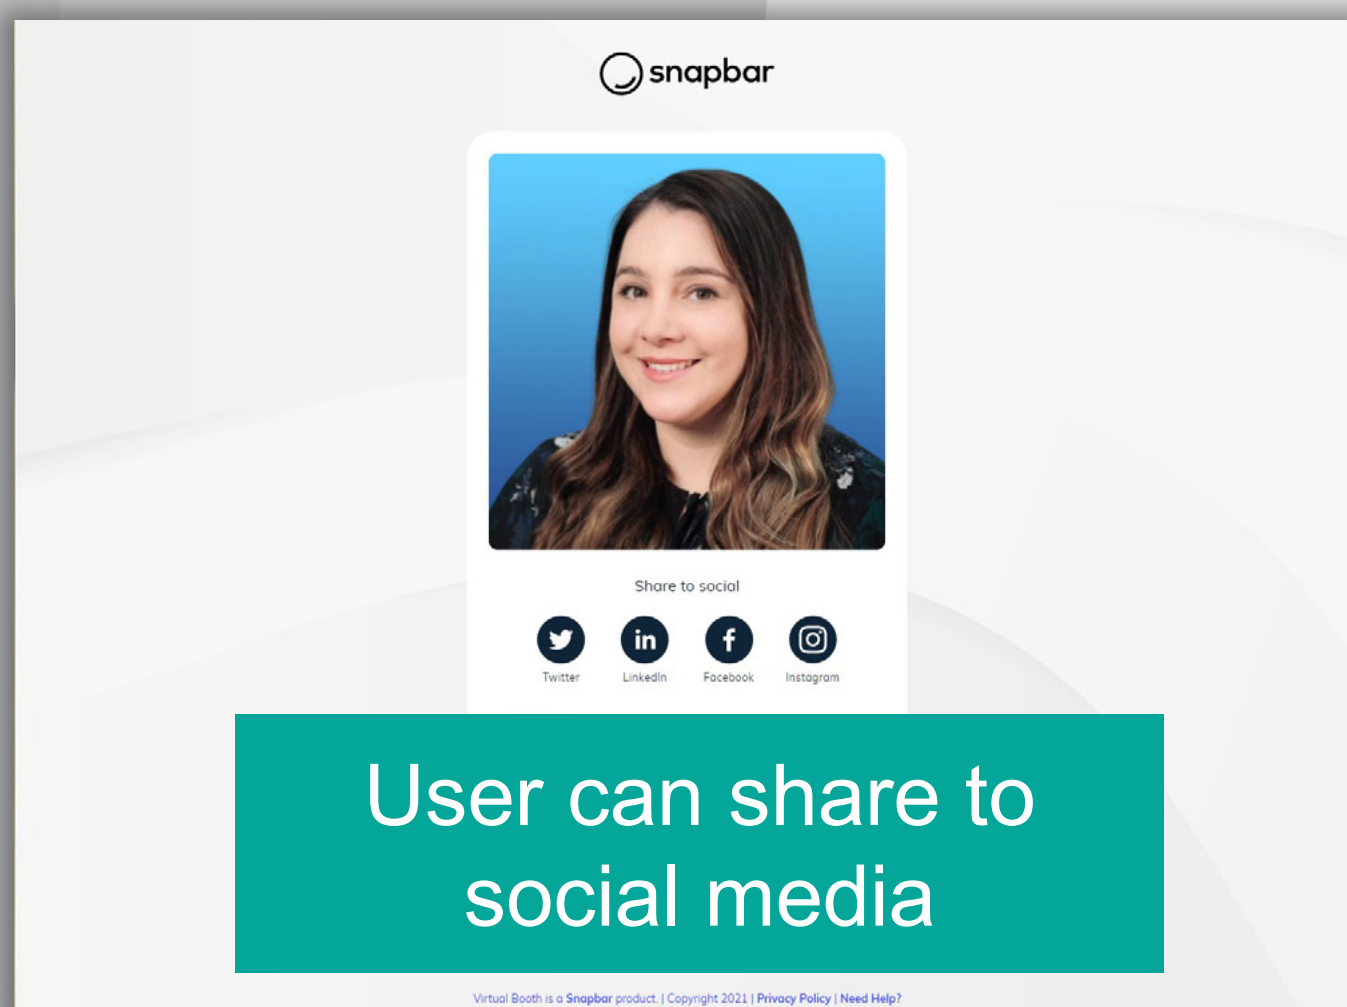 snapbar
Share to social
Twitter LinkedIn Facebook Instagram
User can share to
social media
Virtual Booth is a Snapbar product. | Copyright 2021 | Privacy Policy | Need Help?